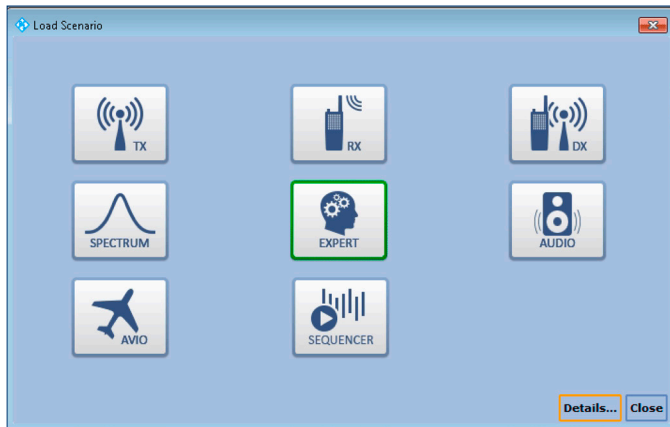 Load Scenario
TX
RX
DX
SPECTRUM
EXPERT
AUDIO
AVIO
SEQUENCER
Details...
Close